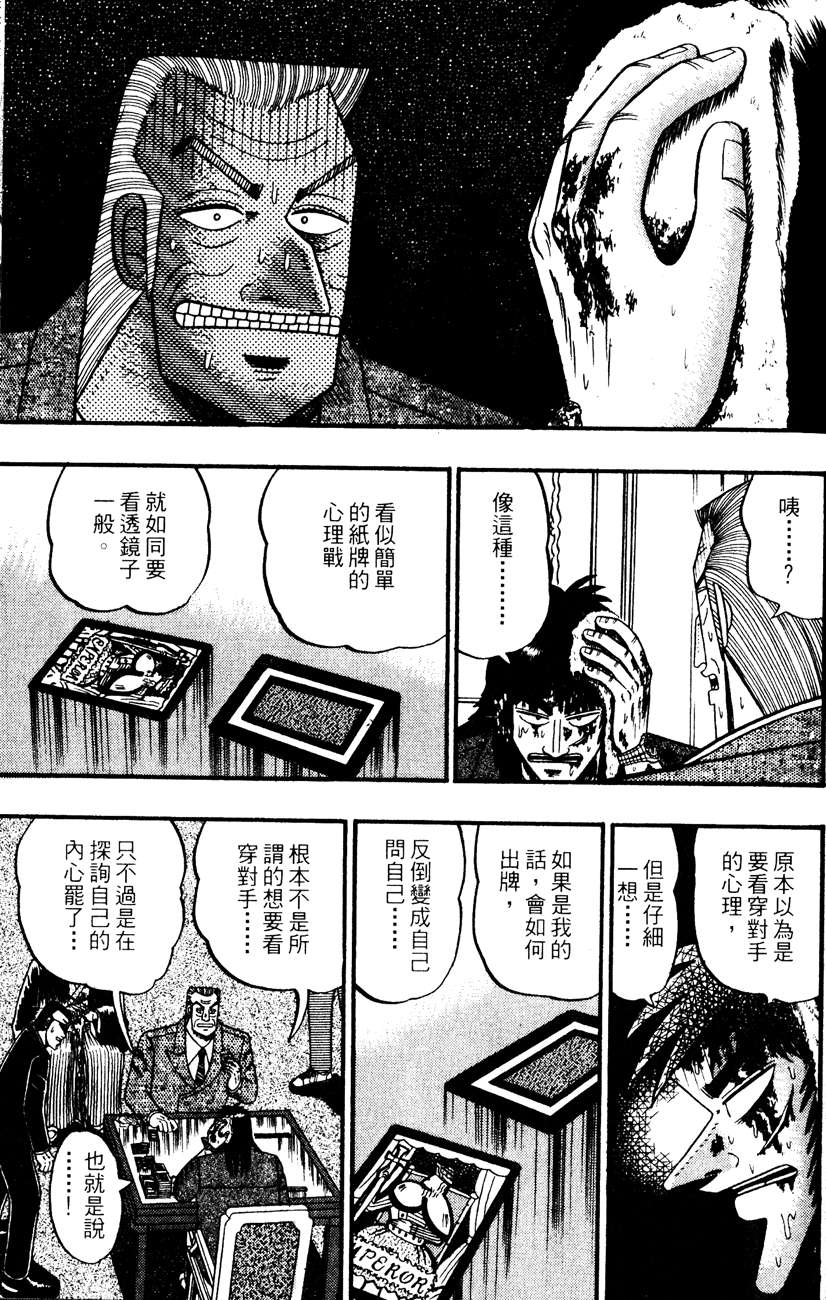 咦……?
像這種………
看似簡單
的紙牌的
心理戰
就如同要
看透鏡子
一般。
EMPEROR
原本以為是
要看穿對手
的心理，
但是仔細
一想……
如果是我的
話，會如何
出牌，
反倒變成自己
問自己……
EMPEROR
根本不是所
謂的想要看
穿對手…
只不過是在
探詢自己的
內心罷了…
也就是說
……!